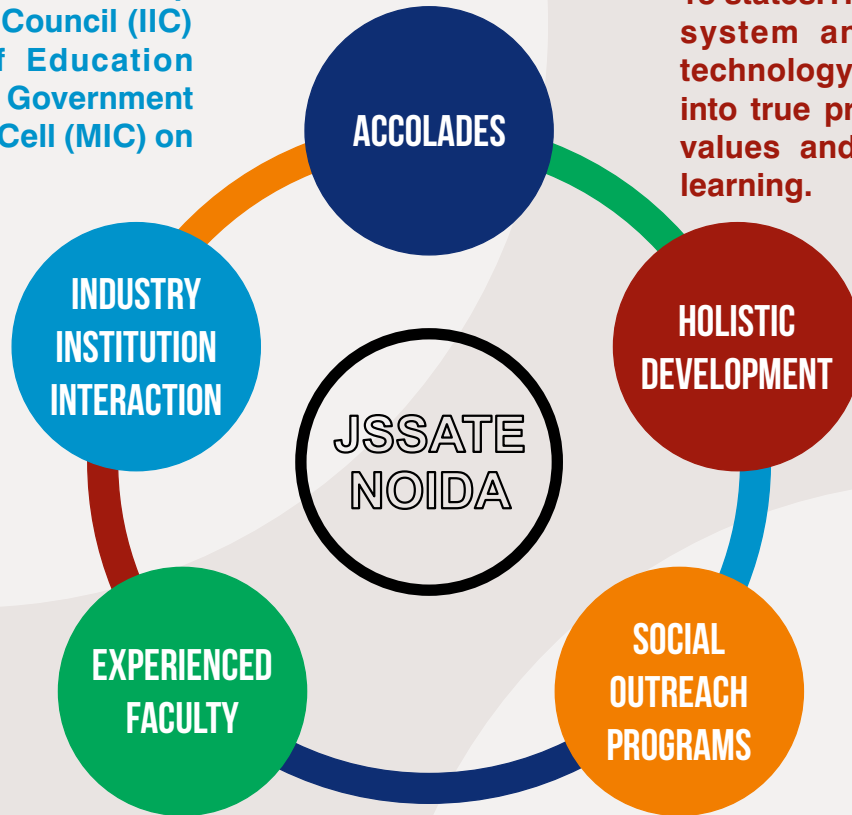 Council (IIC)
f Education
Government
Cell (MIC) on
system an
technology
into true pr
values and
learning.
ACCOLADES
INDUSTRY
INSTITUTION
INTERACTION
HOLISTIC
DEVELOPMENT
JSSATE
NOIDA
EXPERIENCED
FACULTY
SOCIAL
OUTREACH
PROGRAMS